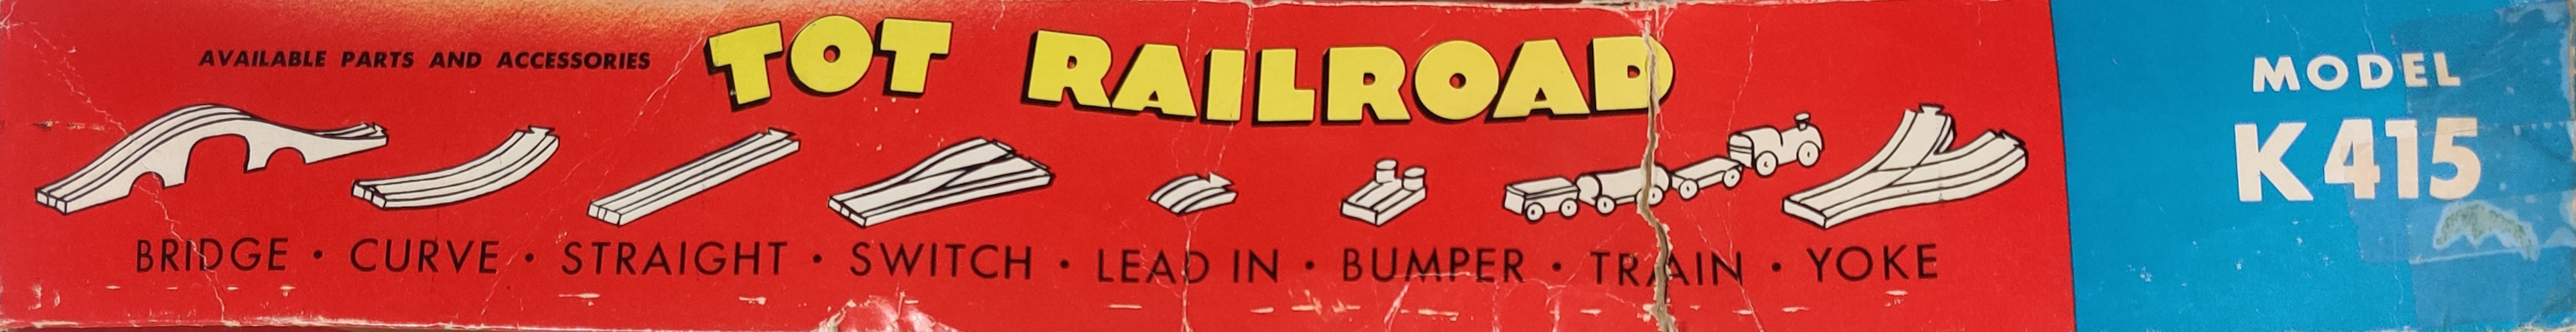 AVAILABLE PARTS AND ACCESSORIES
TOT RAILROAD
BRIDGE • CURVE • STRAIGHT • SWITCH • LEAD IN • BUMPER • TRAIN • YOKE
MODEL
K415